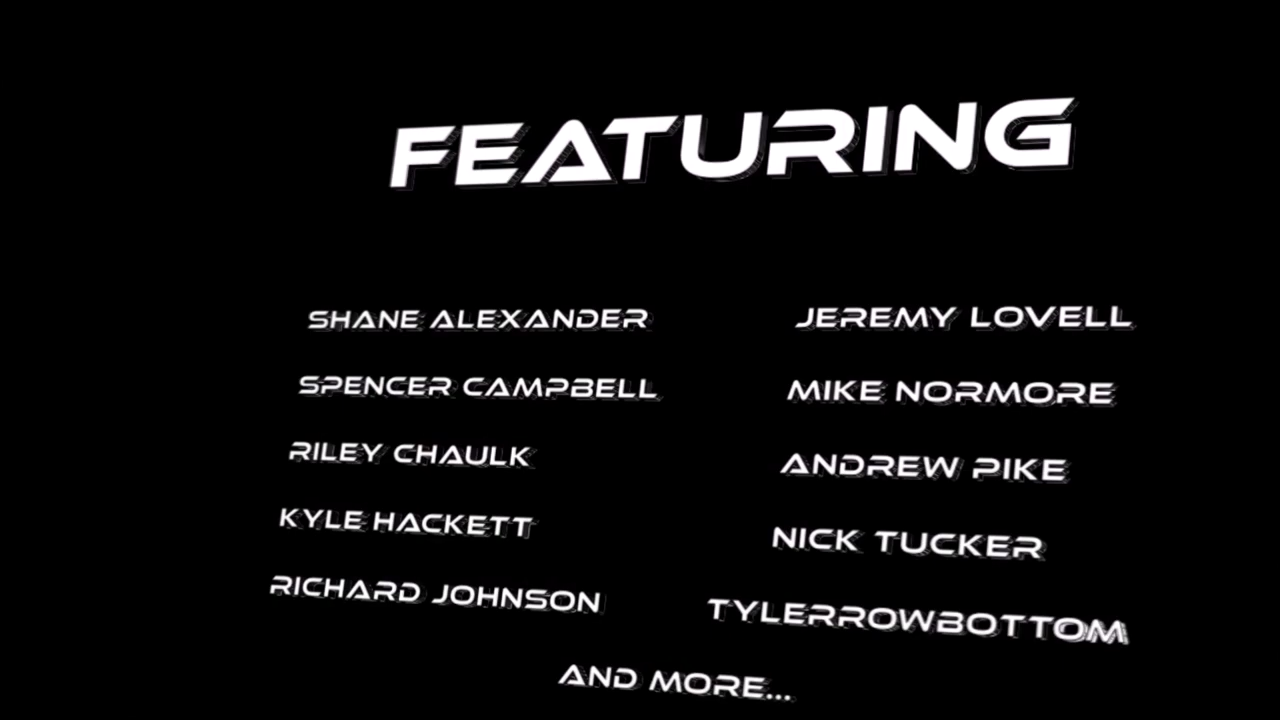 FEATURING
SHANE ALEXANDER
SPENCER CAMPBELL
RILEY CHAULK
KYLE HACKETT
RICHARD JOHNSON
JEREMY LOVELL
MIKE NORMORE
ANDREW PIKE
NICK TUCKER
TYLERROWBOTTOM
AND MORE...